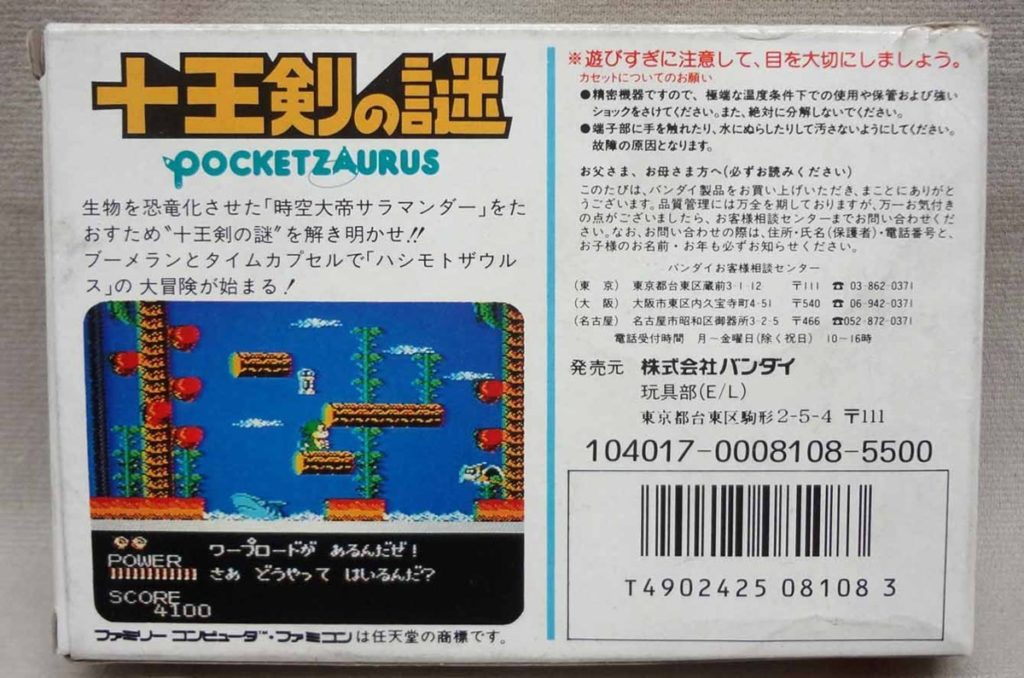 十王剣の謎
POCKETZAURUS
生物を恐竜化させた「時空大帝サラマンダー」をた
おすため“十王剣の謎”を解き明かせ!!
ブーメランとタイムカプセルで「ハシモトザウル
ス」の 大冒険が始まる!
POWER
SCORE
4100
ワープロードが あるんだぜ!
さあ どうやって はいるんだ?
ファミリーコンピュータ™・ファミコンは任天堂の商標です。
※遊びすぎに注意して、目を大切にしましょう。
カセットについてのお願い
●精密機器ですので、極端な温度条件下での使用や保管および強い
ショックをさけてください。また、絶対に分解しないでください。
●端子部に手を触れたり、水にぬらしたりして汚さないようにしてください。
故障の原因となります。
お父さま、お母さま方へ(必ずお読みください)
このたびは、バンダイ製品をお買い上げいただき、まことにありがと
うございます。品質管理には万全を期しておりますが、万一お気付き
の点がございましたら、お客様相談センターまでお問い合わせくださ
い。なお、お問い合わせの際は、住所・氏名(保護者)・電話番号と、
お子様のお名前・お年も必ずお知らせください。
バンダイお客様相談センター
(東 京) 東京都台東区蔵前3-1-12 〒111 ☎03-862-0371
(大 阪) 大阪市東区内久宝寺町4-51 〒540 ☎06-942-0371
(名古屋) 名古屋市昭和区御器所3-2-5 〒466 ☎052-872-0371
電話受付時間 月〜金曜日(除く祝日) 10-16時
発売元 株式会社バンダイ
玩具部(E/L)
東京都台東区駒形2-5-4 〒111
104017-0008108-5500
T4902425 08108 3